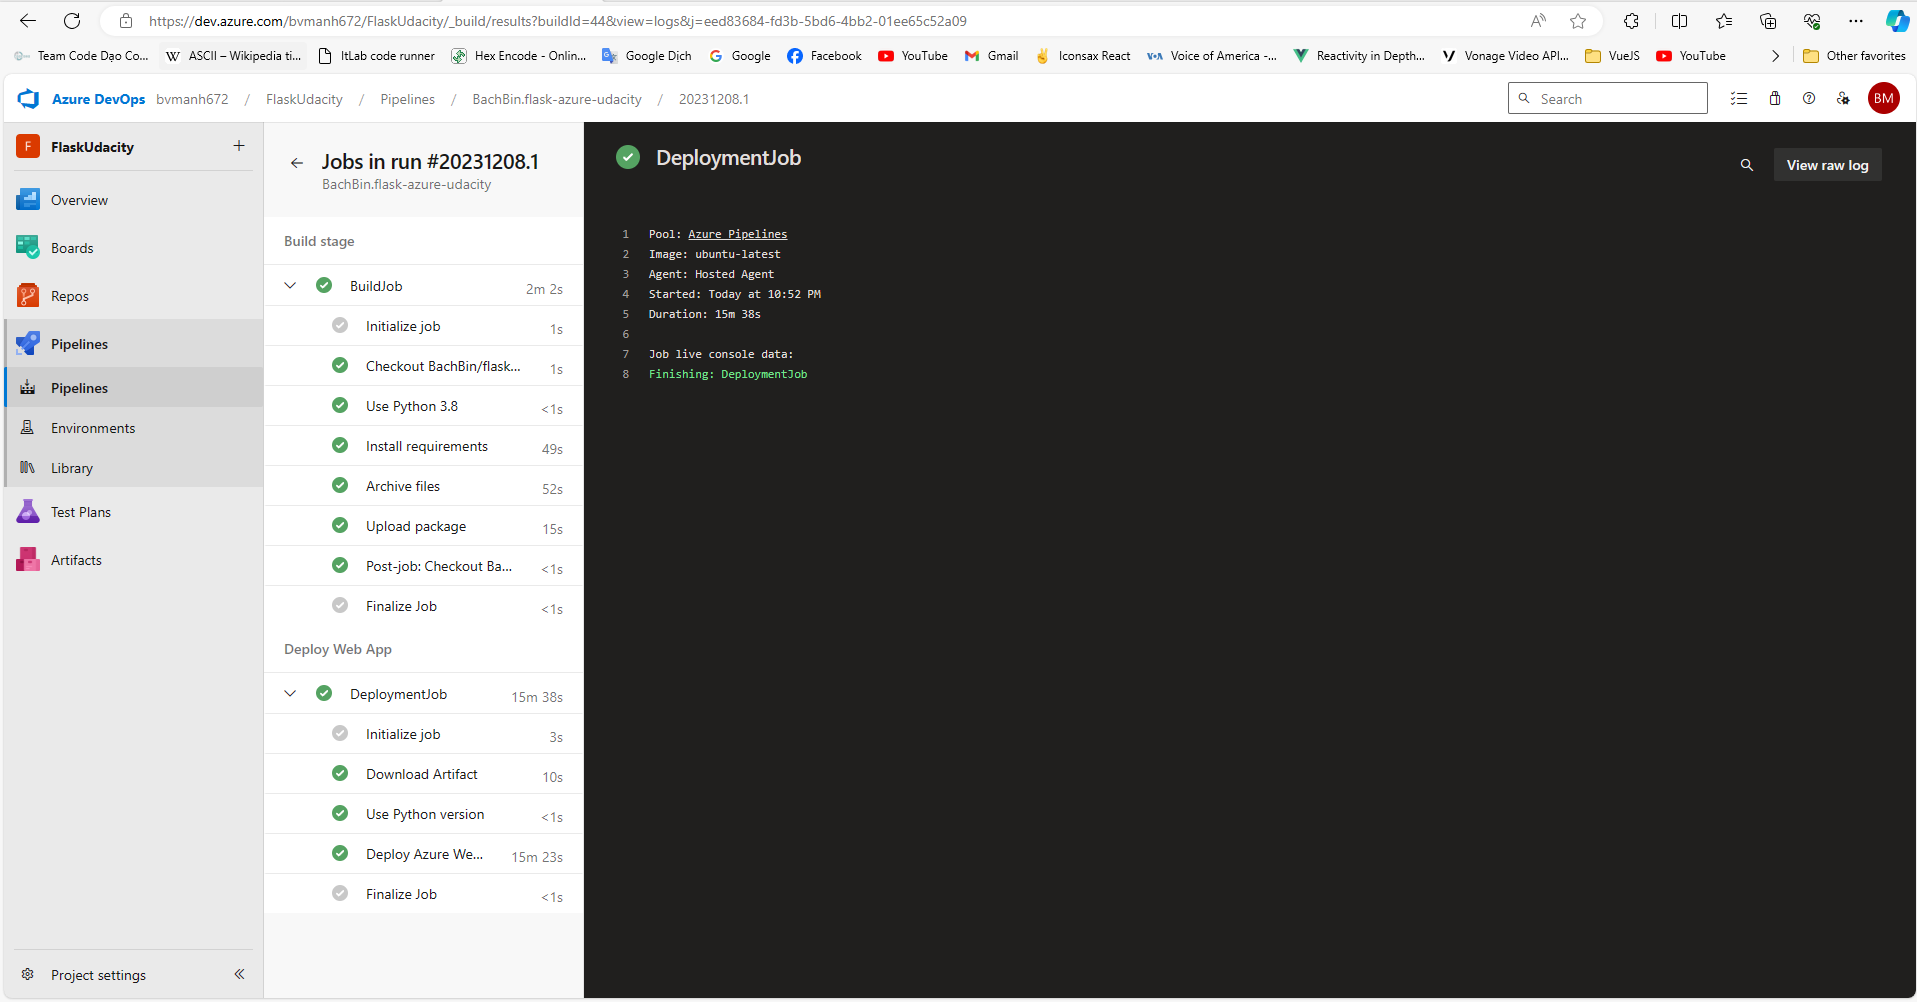 https://dev.azure.com/bvmanh672/FlaskUdacity/_build/results?buildId=44&view=logs&j=eed83684-fd3b-5bd6-4bb2-01ee65c52a09
Team Code Dạo Co... ASCII – Wikipedia ti... ItLab code runner Hex Encode - Onlin... Google Dịch Google Facebook YouTube Gmail Iconsax React Voice of America -... Reactivity in Depth... Vonage Video API... VueJS YouTube Other favorites
Azure DevOps bvmanh672 / FlaskUdacity / Pipelines / BachBin.flask-azure-udacity / 20231208.1 Search BM
F FlaskUdacity +
Overview
Boards
Repos
Pipelines
Pipelines
Environments
Library
Test Plans
Artifacts
Project settings
Jobs in run #20231208.1
BachBin.flask-azure-udacity
Build stage
BuildJob 2m 2s
Initialize job 1s
Checkout BachBin/flask... 1s
Use Python 3.8 <1s
Install requirements 49s
Archive files 52s
Upload package 15s
Post-job: Checkout Ba... <1s
Finalize Job <1s
Deploy Web App
DeploymentJob 15m 38s
Initialize job 3s
Download Artifact 10s
Use Python version <1s
Deploy Azure We... 15m 23s
Finalize Job <1s
DeploymentJob
View raw log
1 Pool: Azure Pipelines
2 Image: ubuntu-latest
3 Agent: Hosted Agent
4 Started: Today at 10:52 PM
5 Duration: 15m 38s
6
7 Job live console data:
8 Finishing: DeploymentJob